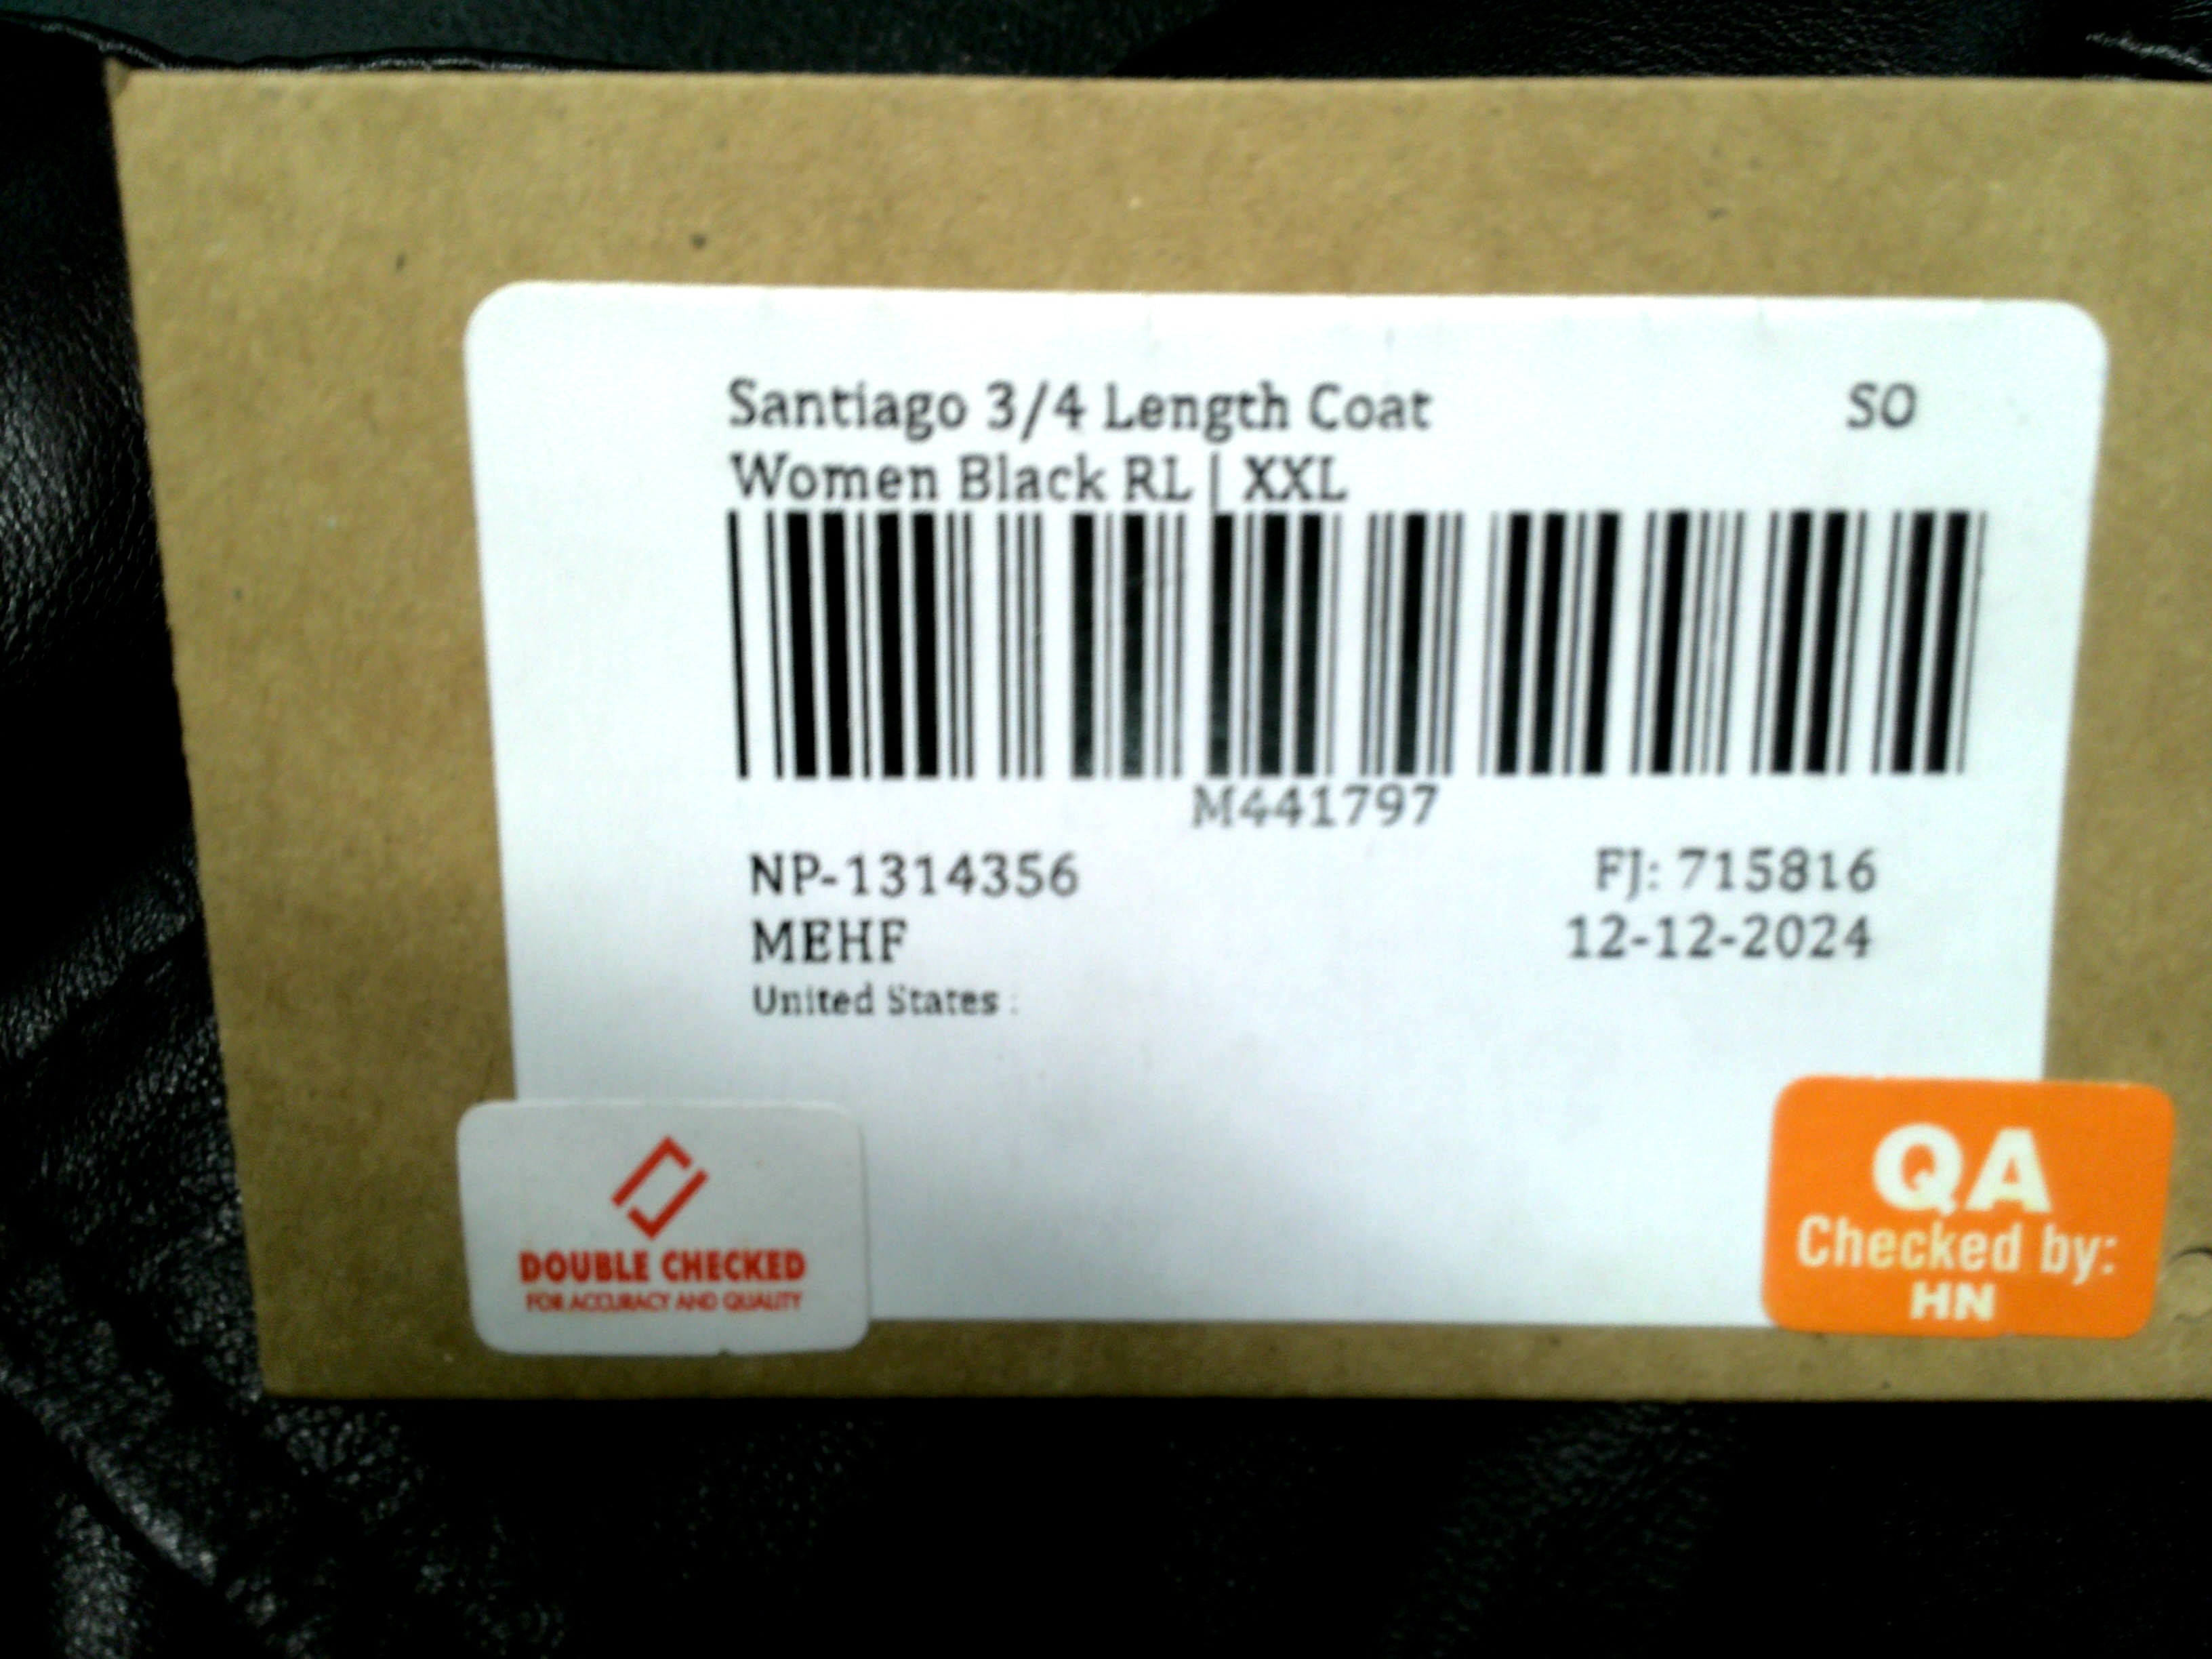 Santiago 3/4 Length Coat SO
Women Black RL | XXL
M441797
NP-1314356 FJ: 715816
MEHF 12-12-2024
United States :
DOUBLE CHECKED
FOR ACCURACY AND QUALITY
QA
Checked by:
HN